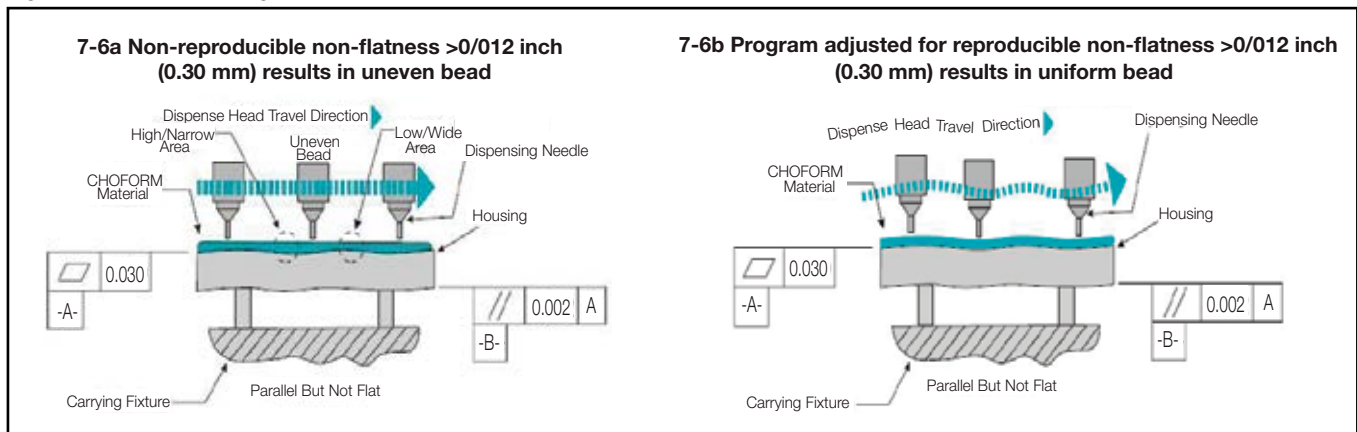 7-6a Non-reproducible non-flatness >0/012 inch
(0.30 mm) results in uneven bead
Dispense Head Travel Direction
High/Narrow
Area
Uneven
Bead
Low/Wide
Area
Dispensing Needle
CHOFORM
Material
Housing
0.030
-A-
// 0.002 A
-B-
Carrying Fixture
Parallel But Not Flat
7-6b Program adjusted for reproducible non-flatness >0/012 inch
(0.30 mm) results in uniform bead
Dispense Head Travel Direction
Dispensing Needle
CHOFORM
Material
Housing
0.030
-A-
// 0.002 A
-B-
Carrying Fixture
Parallel But Not Flat